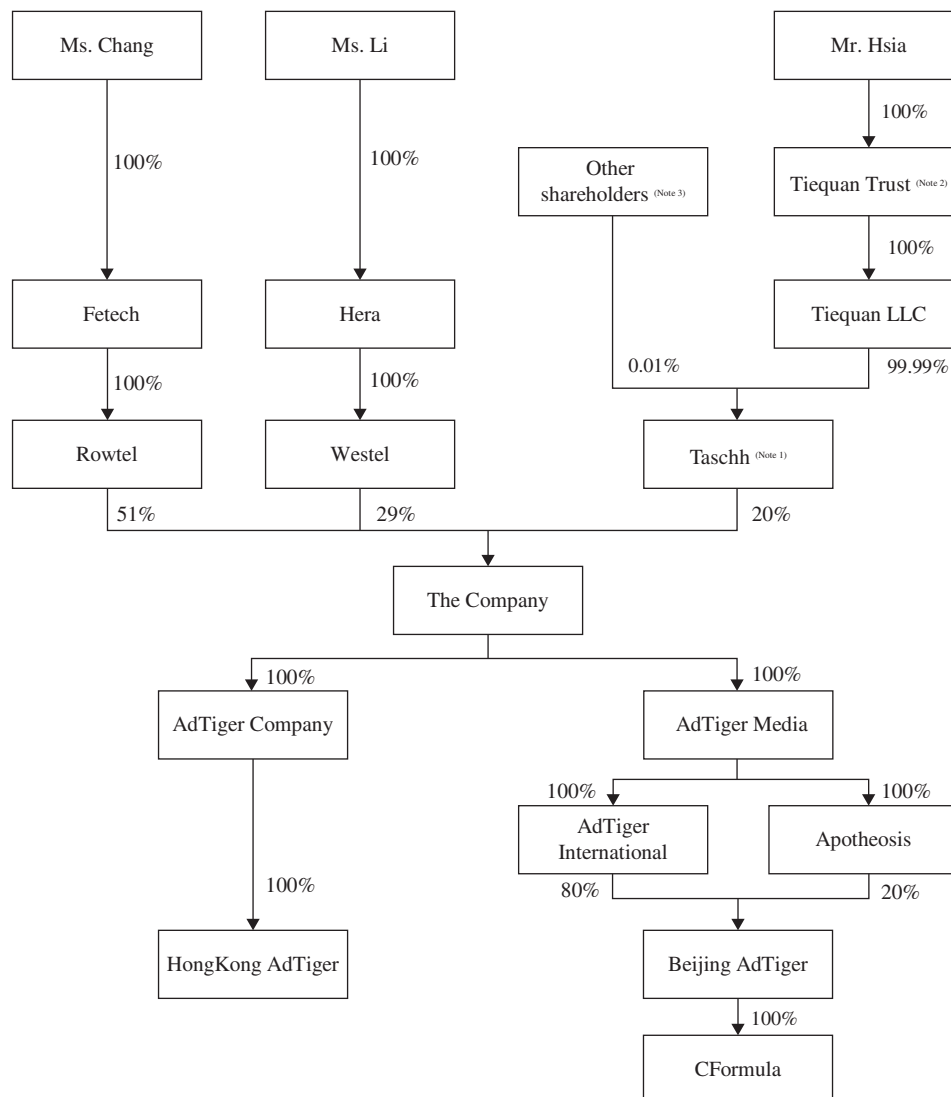 Ms. Chang
Ms. Li
Mr. Hsia
100%
100%
100%
Other
shareholders (Note 3)
Tiequan Trust (Note 2)
100%
Fetech
Hera
Tiequan LLC
100%
100%
0.01%
99.99%
Rowtel
Westel
Taschh (Note 1)
51%
29%
20%
The Company
100%
100%
AdTiger Company
AdTiger Media
100%
100%
AdTiger
International
Apotheosis
100%
80%
20%
HongKong AdTiger
Beijing AdTiger
100%
CFormula